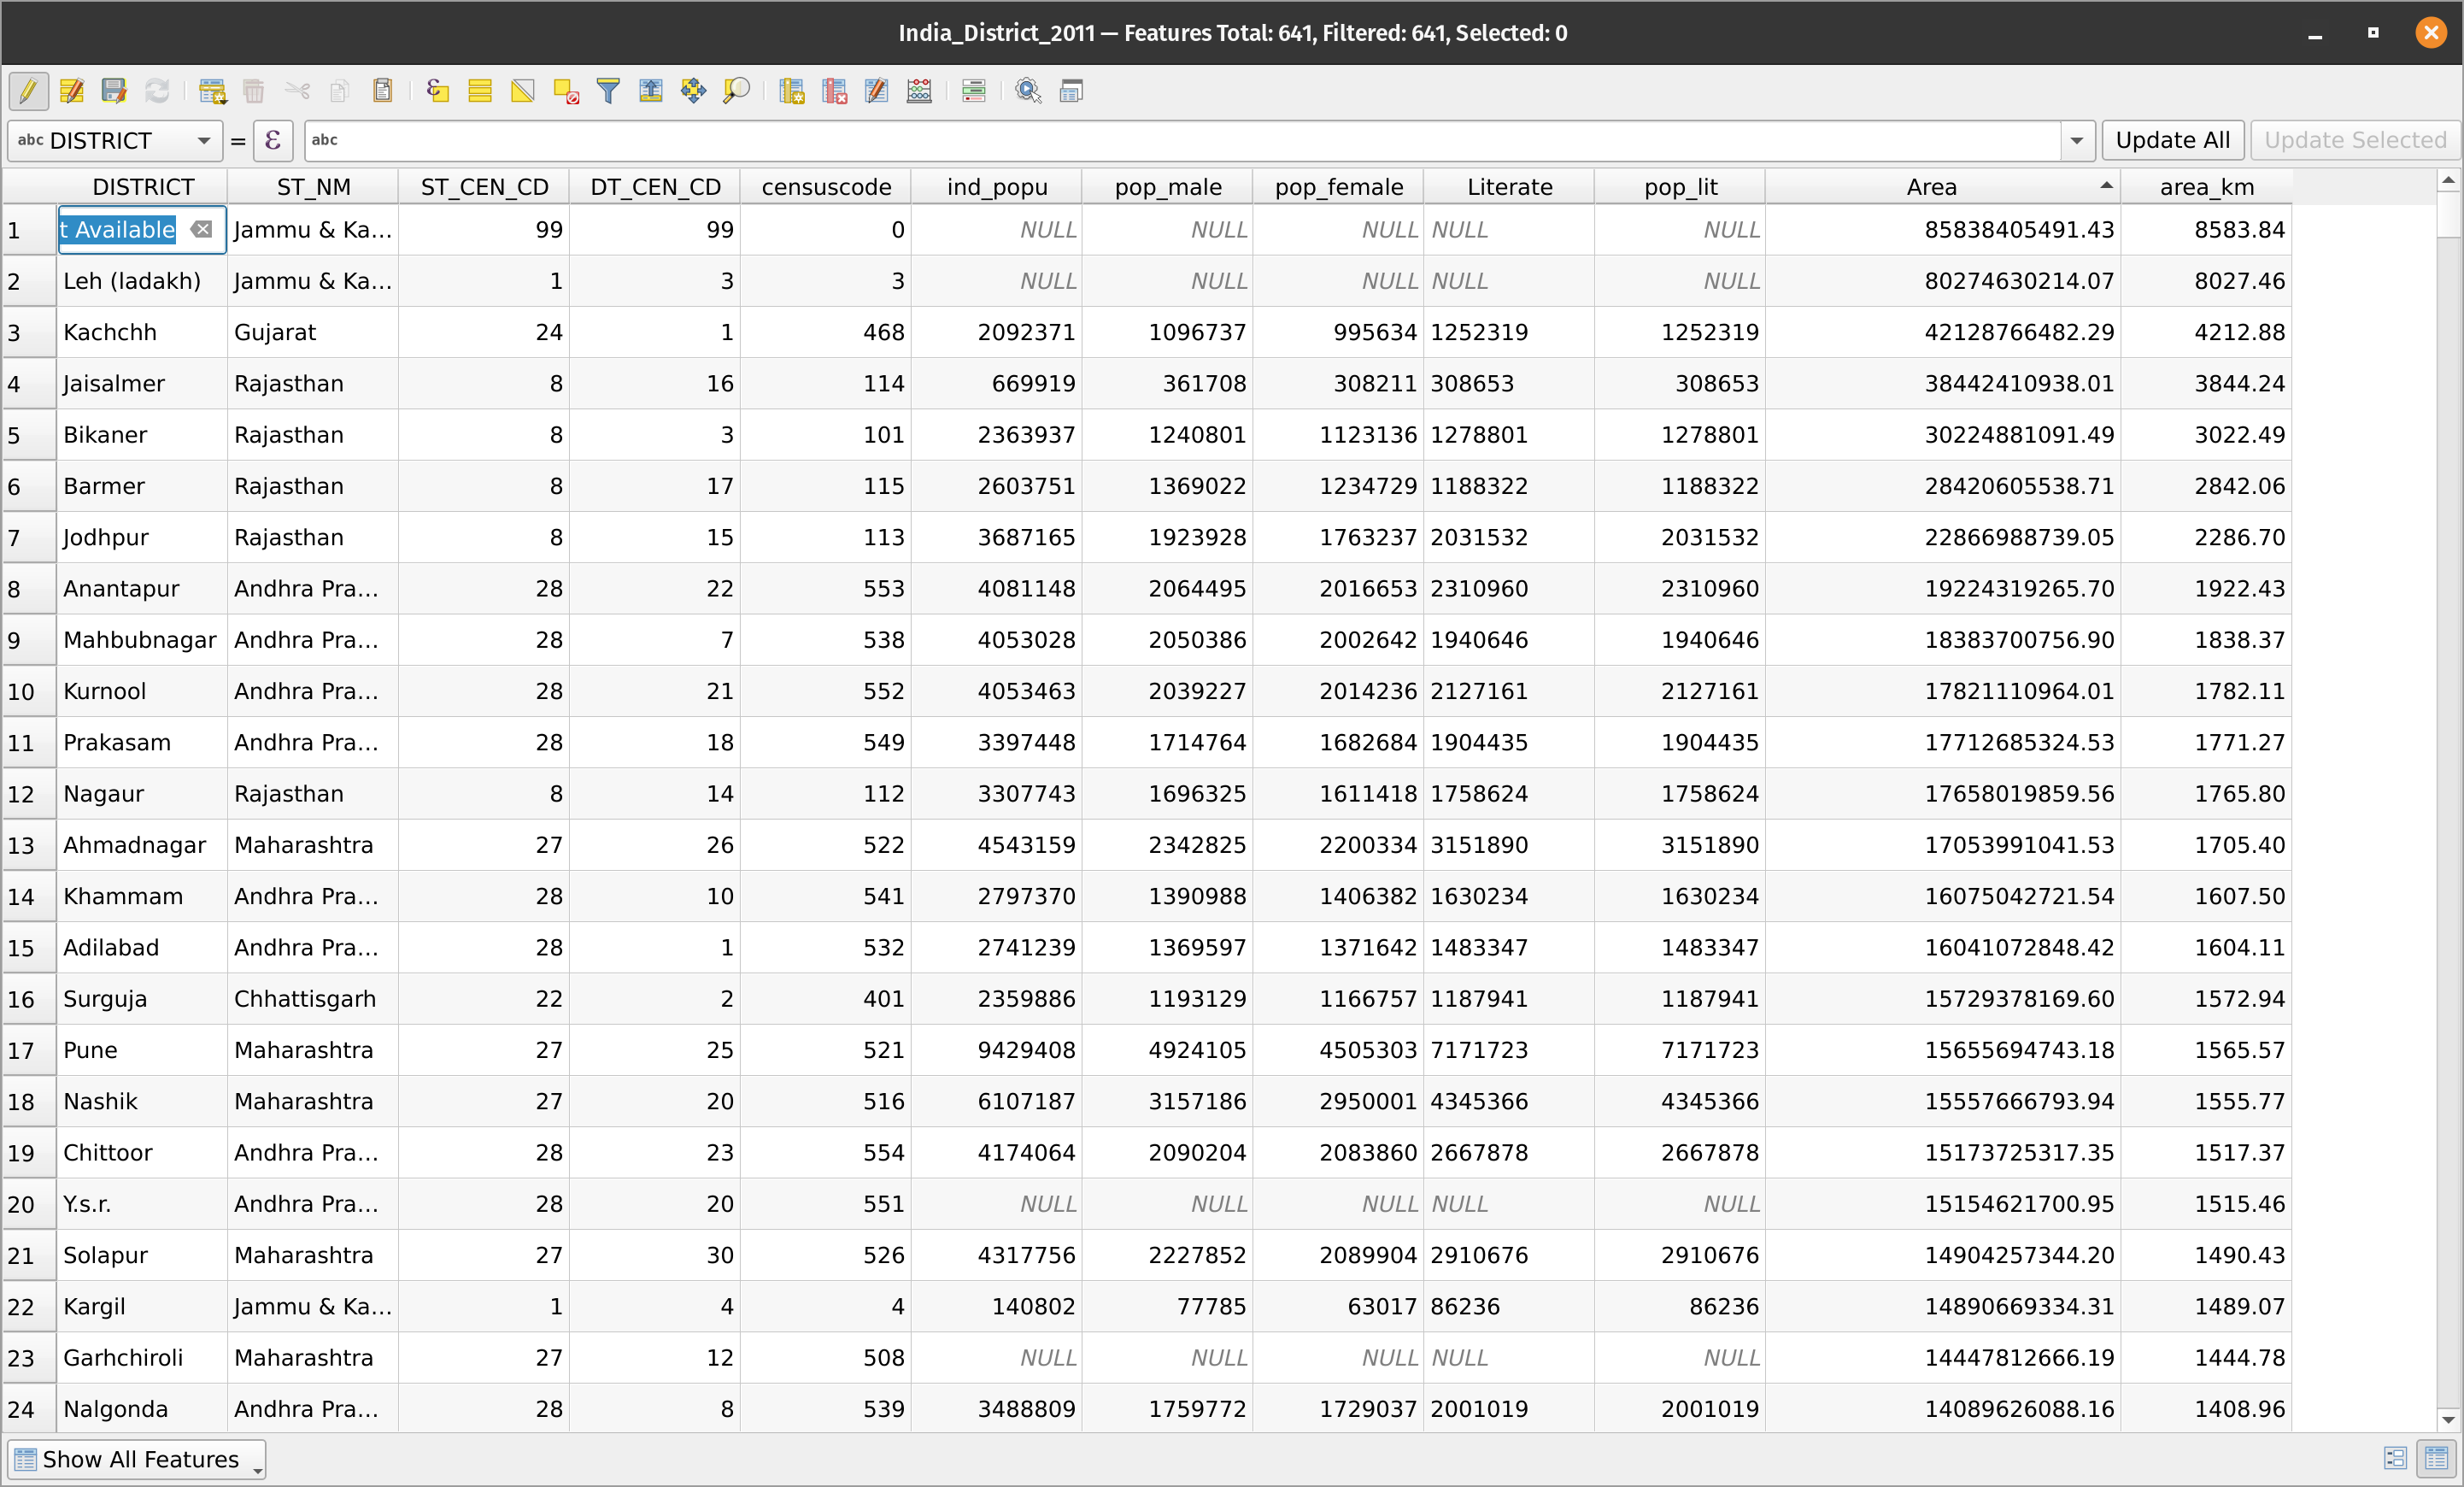 India_District_2011 — Features Total: 641, Filtered: 641, Selected: 0
abc DISTRICT = ε abc Update All Update Selected
DISTRICT ST_NM ST_CEN_CD DT_CEN_CD censuscode ind_popu pop_male pop_female Literate pop_lit Area area_km
1 t Available Jammu & Ka... 99 99 0 NULL NULL NULL NULL NULL 85838405491.43 8583.84
2 Leh (ladakh) Jammu & Ka... 1 3 3 NULL NULL NULL NULL NULL 80274630214.07 8027.46
3 Kachchh Gujarat 24 1 468 2092371 1096737 995634 1252319 1252319 42128766482.29 4212.88
4 Jaisalmer Rajasthan 8 16 114 669919 361708 308211 308653 308653 38442410938.01 3844.24
5 Bikaner Rajasthan 8 3 101 2363937 1240801 1123136 1278801 1278801 30224881091.49 3022.49
6 Barmer Rajasthan 8 17 115 2603751 1369022 1234729 1188322 1188322 28420605538.71 2842.06
7 Jodhpur Rajasthan 8 15 113 3687165 1923928 1763237 2031532 2031532 22866988739.05 2286.70
8 Anantapur Andhra Pra... 28 22 553 4081148 2064495 2016653 2310960 2310960 19224319265.70 1922.43
9 Mahbubnagar Andhra Pra... 28 7 538 4053028 2050386 2002642 1940646 1940646 18383700756.90 1838.37
10 Kurnool Andhra Pra... 28 21 552 4053463 2039227 2014236 2127161 2127161 17821110964.01 1782.11
11 Prakasam Andhra Pra... 28 18 549 3397448 1714764 1682684 1904435 1904435 17712685324.53 1771.27
12 Nagaur Rajasthan 8 14 112 3307743 1696325 1611418 1758624 1758624 17658019859.56 1765.80
13 Ahmadnagar Maharashtra 27 26 522 4543159 2342825 2200334 3151890 3151890 17053991041.53 1705.40
14 Khammam Andhra Pra... 28 10 541 2797370 1390988 1406382 1630234 1630234 16075042721.54 1607.50
15 Adilabad Andhra Pra... 28 1 532 2741239 1369597 1371642 1483347 1483347 16041072848.42 1604.11
16 Surguja Chhattisgarh 22 2 401 2359886 1193129 1166757 1187941 1187941 15729378169.60 1572.94
17 Pune Maharashtra 27 25 521 9429408 4924105 4505303 7171723 7171723 15655694743.18 1565.57
18 Nashik Maharashtra 27 20 516 6107187 3157186 2950001 4345366 4345366 15557666793.94 1555.77
19 Chittoor Andhra Pra... 28 23 554 4174064 2090204 2083860 2667878 2667878 15173725317.35 1517.37
20 Y.s.r. Andhra Pra... 28 20 551 NULL NULL NULL NULL NULL 15154621700.95 1515.46
21 Solapur Maharashtra 27 30 526 4317756 2227852 2089904 2910676 2910676 14904257344.20 1490.43
22 Kargil Jammu & Ka... 1 4 4 140802 77785 63017 86236 86236 14890669334.31 1489.07
23 Garhchiroli Maharashtra 27 12 508 NULL NULL NULL NULL NULL 14447812666.19 1444.78
24 Nalgonda Andhra Pra... 28 8 539 3488809 1759772 1729037 2001019 2001019 14089626088.16 1408.96
Show All Features